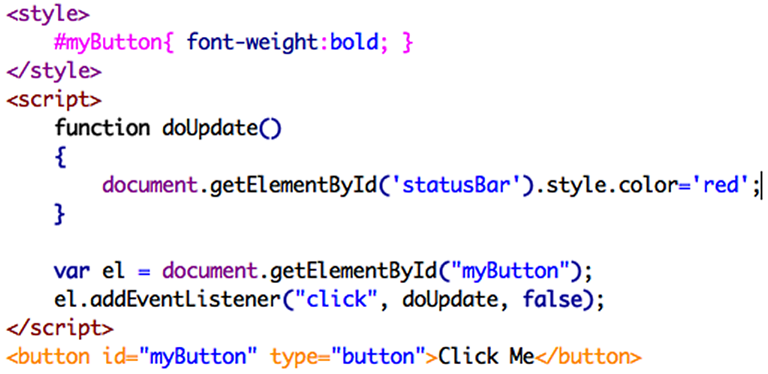 <style>
#myButton{ font-weight:bold; }
</style>
<script>
function doUpdate()
{
document.getElementById('statusBar').style.color='red';
}
var el = document.getElementById("myButton");
el.addEventListener("click", doUpdate, false);
</script>
<button id="myButton" type="button">Click Me</button>